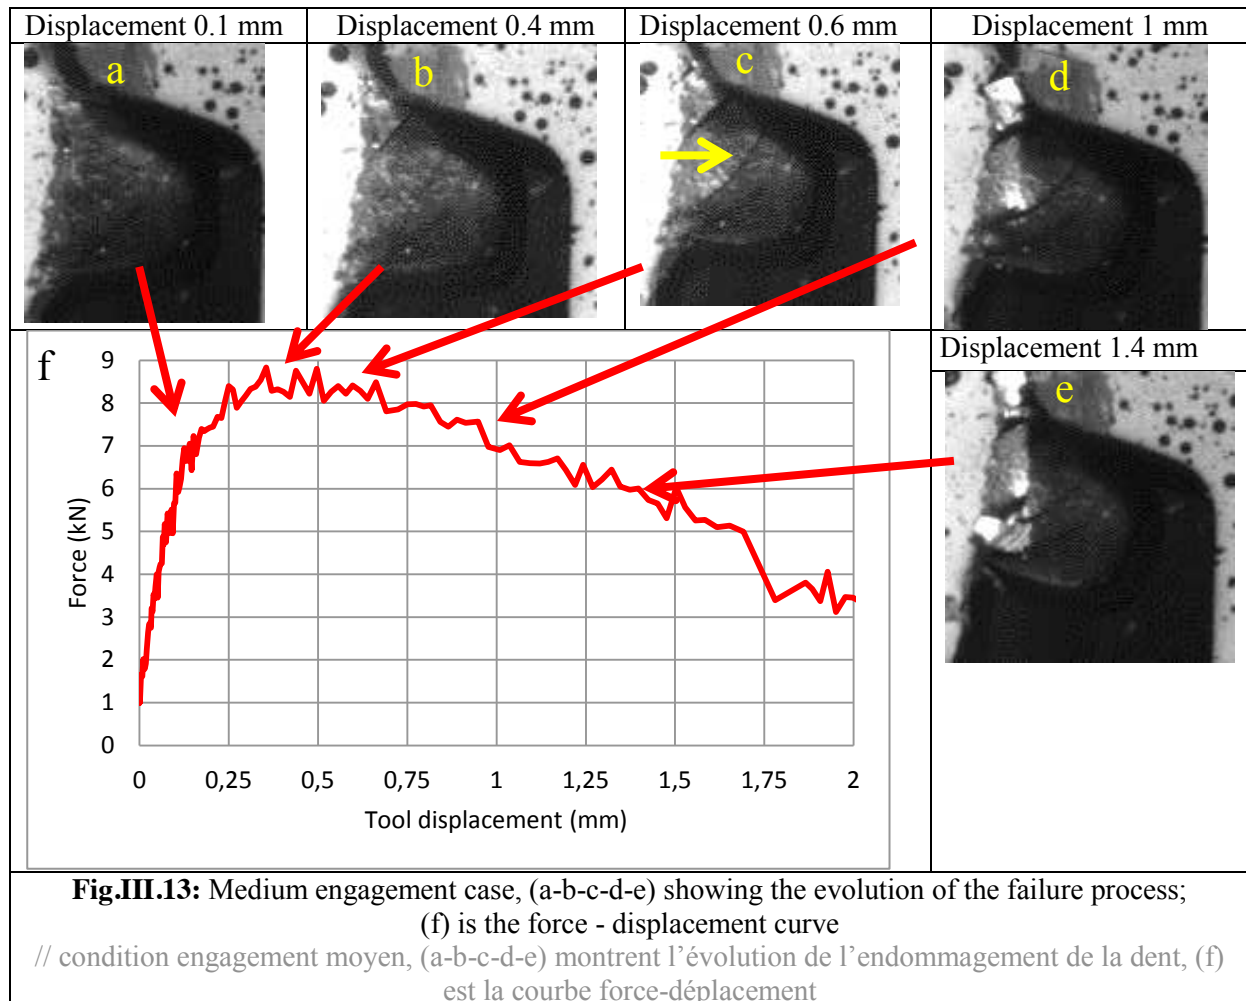 Displacement 0.1 mm
Displacement 0.4 mm
Displacement 0.6 mm
Displacement 1 mm
a
b
c
d
Displacement 1.4 mm
e
f
9
8
7
6
5
4
3
2
1
0
Force (kN)
0 0,25 0,5 0,75 1 1,25 1,5 1,75 2
Tool displacement (mm)
Fig.III.13: Medium engagement case, (a-b-c-d-e) showing the evolution of the failure process;
(f) is the force - displacement curve
// condition engagement moyen, (a-b-c-d-e) montrent l’évolution de l’endommagement de la dent, (f)
est la courbe force-déplacement